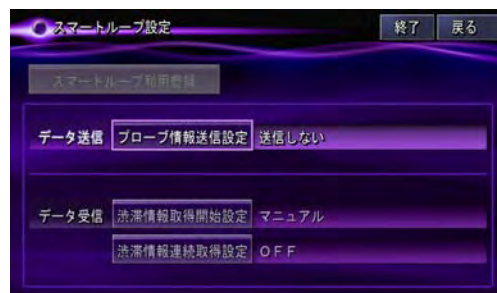 スマートループ設定 終了 戻る
スマートループ利用登録
データ送信 プローブ情報送信設定 送信しない
データ受信 渋滞情報取得開始設定 マニュアル
渋滞情報連続取得設定 OFF